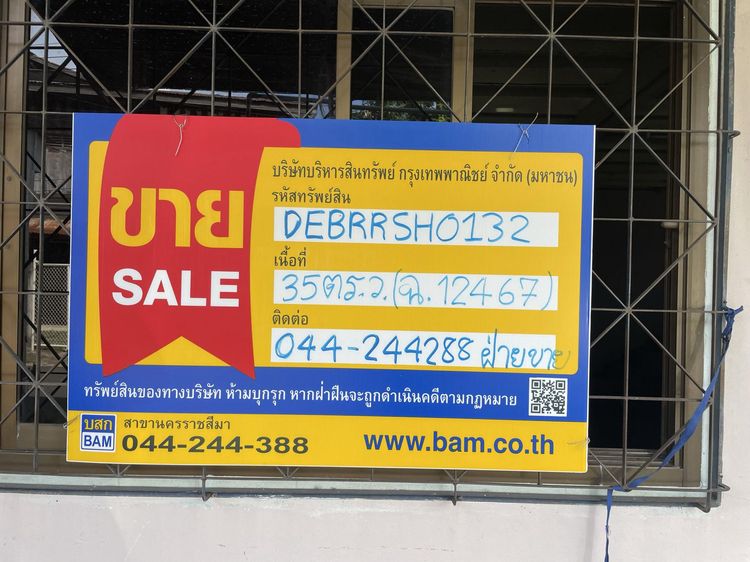 ขาย
SALE
บริษัทบริหารสินทรัพย์ กรุงเทพพาณิชย์ จำกัด (มหาชน)
รหัสทรัพย์สิน
DEBRRSH0132
เนื้อที่
35ตร.ว.(ฉ.12467)
ติดต่อ
044-244288 ฝ่ายขาย
ทรัพย์สินของทางบริษัท ห้ามบุกรุก หากฝ่าฝืนจะถูกดำเนินคดีตามกฎหมาย
บสก
BAM
สาขานครราชสีมา
044-244-388
www.bam.co.th